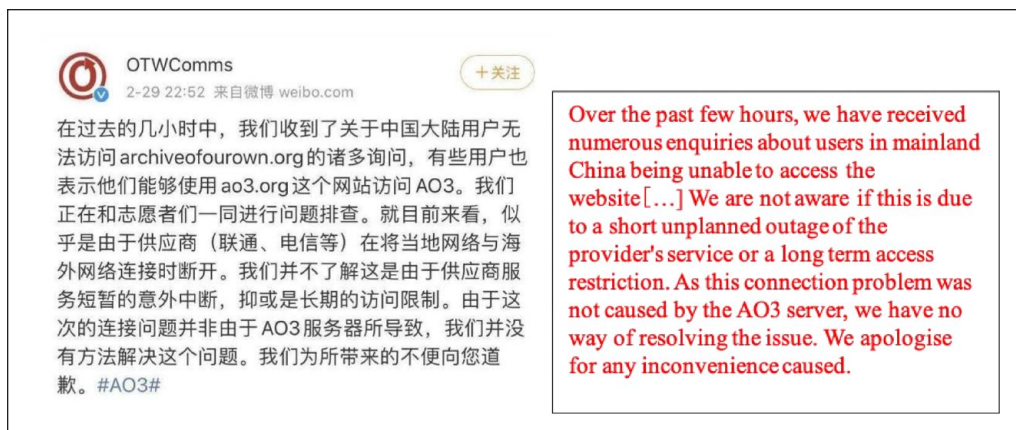 OTWComms
+关注
2-29 22:52 来自微博 weibo.com
在过去的几小时中，我们收到了关于中国大陆用户无
法访问archiveofourown.org的诸多询问，有些用户也
表示他们能够使用ao3.org这个网站访问AO3。我们
正在和志愿者们一同进行问题排查。就目前来看，似
乎是由于供应商（联通、电信等）在将当地网络与海
外网络连接时断开。我们并不了解这是由于供应商服
务短暂的意外中断，抑或是长期的访问限制。由于这
次的连接问题并非由于AO3服务器所导致，我们并没
有方法解决这个问题。我们为所带来的不便向您道
歉。#AO3#
Over the past few hours, we have received
numerous enquiries about users in mainland
China being unable to access the
website[…] We are not aware if this is due
to a short unplanned outage of the
provider's service or a long term access
restriction. As this connection problem was
not caused by the AO3 server, we have no
way of resolving the issue. We apologise
for any inconvenience caused.